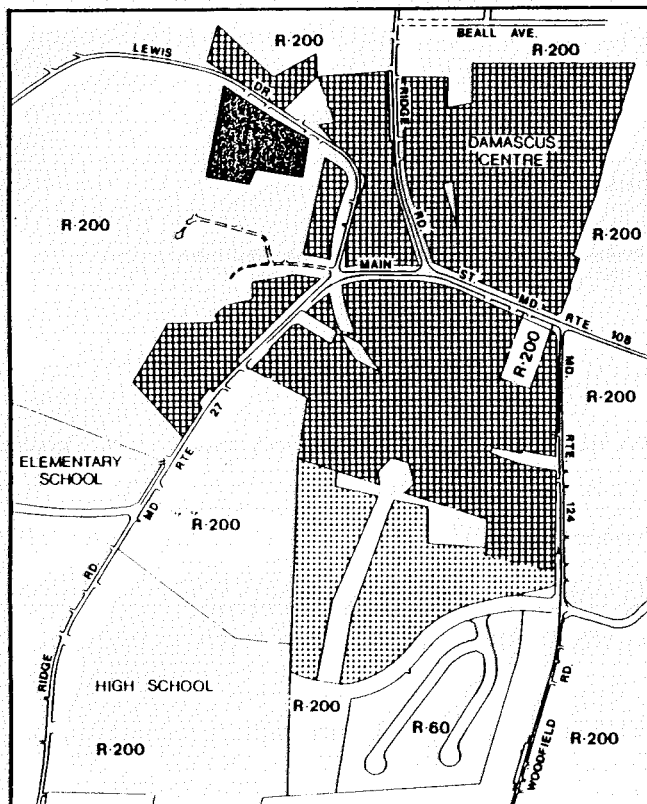 BEALL AVE.
R-200
R-200
LEWIS DR.
RIDGE RD.
DAMASCUS
CENTRE
R-200
R-200
MAIN ST. MD. RTE. 108
R-200
R-200
MD. RTE. 124
MD RTE 27
ELEMENTARY
SCHOOL
R-200
RIDGE RD.
HIGH SCHOOL
R-200
R-60
R-200
R-200
WOODFIELD RD.